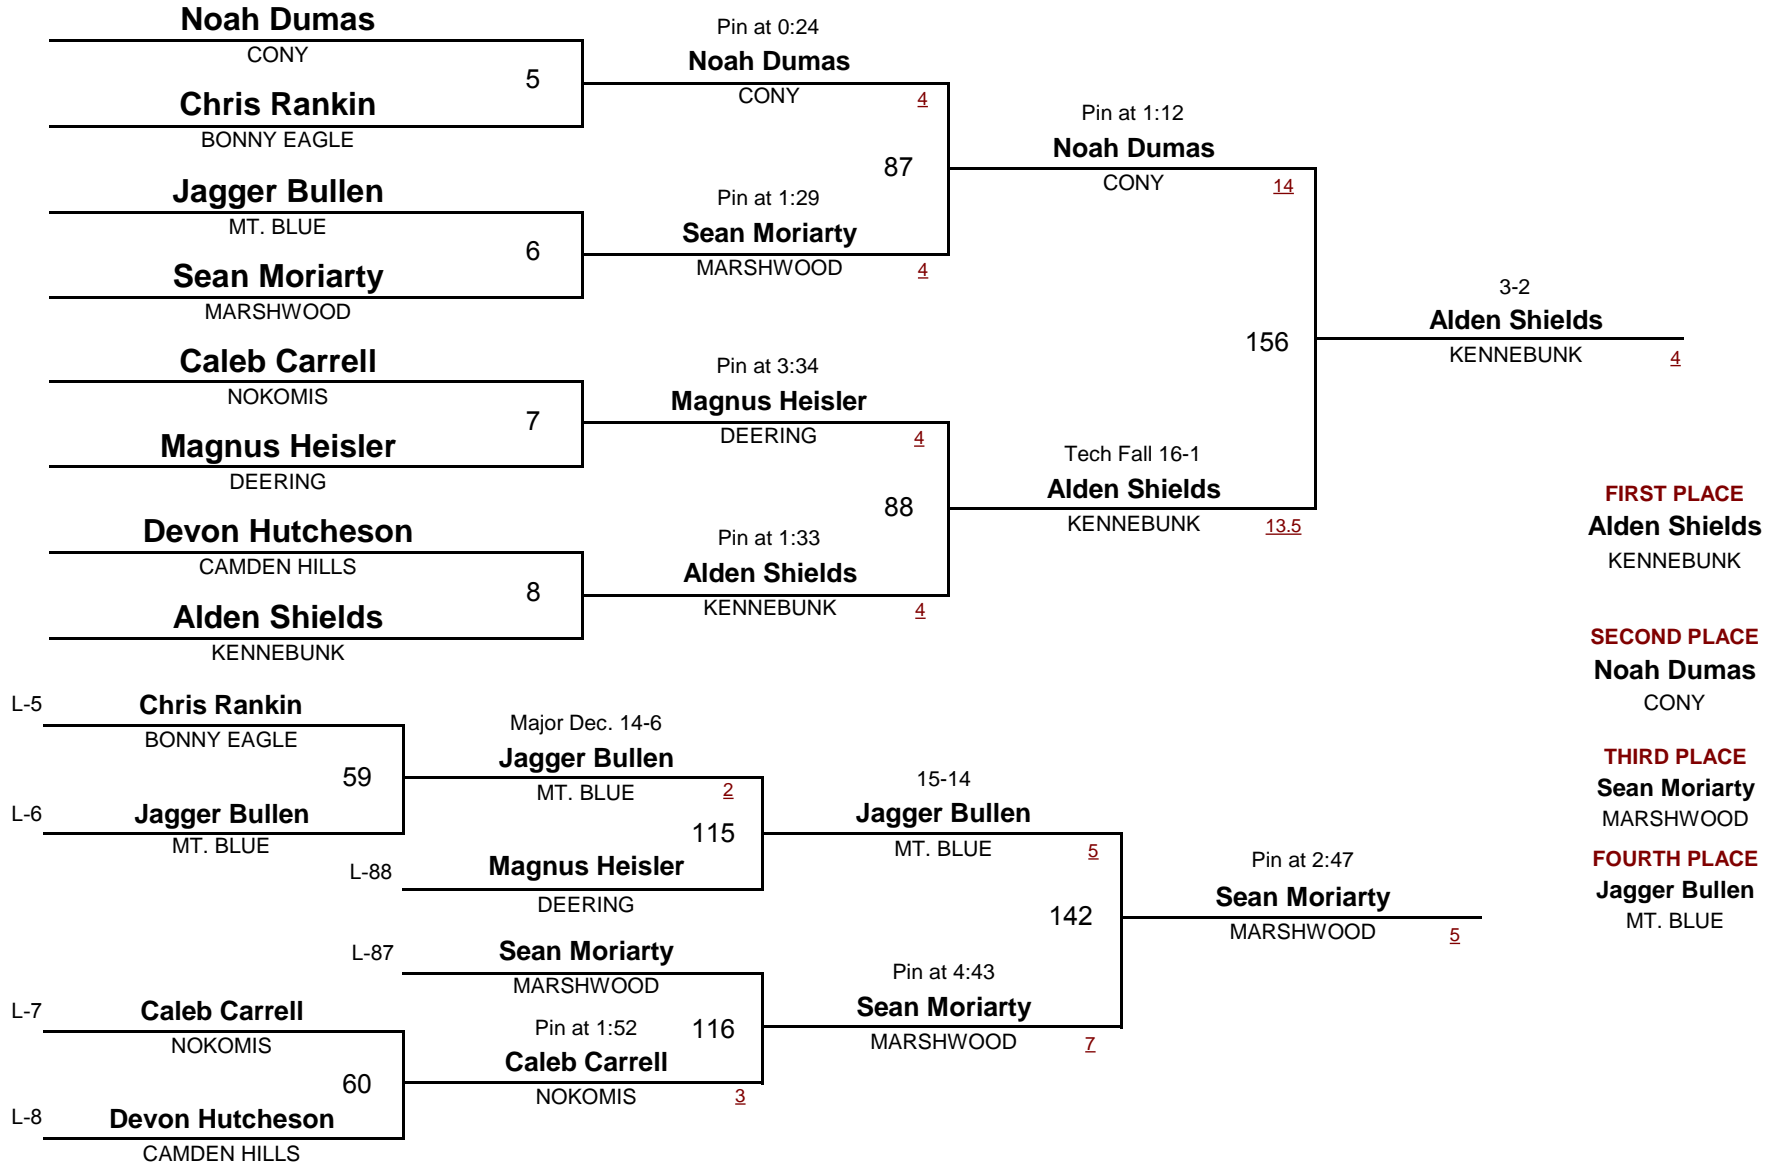 Noah Dumas
CONY
5
Chris Rankin
BONNY EAGLE
Jagger Bullen
MT. BLUE
6
Sean Moriarty
MARSHWOOD
Caleb Carrell
NOKOMIS
7
Magnus Heisler
DEERING
Devon Hutcheson
CAMDEN HILLS
8
Alden Shields
KENNEBUNK
Pin at 0:24
Noah Dumas
CONY 4
87
Pin at 1:29
Sean Moriarty
MARSHWOOD 4
Pin at 3:34
Magnus Heisler
DEERING 4
88
Pin at 1:33
Alden Shields
KENNEBUNK 4
Pin at 1:12
Noah Dumas
CONY 14
156
Tech Fall 16-1
Alden Shields
KENNEBUNK 13.5
3-2
Alden Shields
KENNEBUNK 4
FIRST PLACE
Alden Shields
KENNEBUNK
SECOND PLACE
Noah Dumas
CONY
THIRD PLACE
Sean Moriarty
MARSHWOOD
FOURTH PLACE
Jagger Bullen
MT. BLUE
L-5 Chris Rankin
BONNY EAGLE
59
L-6 Jagger Bullen
MT. BLUE
L-7 Caleb Carrell
NOKOMIS
60
L-8 Devon Hutcheson
CAMDEN HILLS
Major Dec. 14-6
Jagger Bullen
MT. BLUE 2
115
L-88 Magnus Heisler
DEERING
L-87 Sean Moriarty
MARSHWOOD
Pin at 1:52 116
Caleb Carrell
NOKOMIS 3
15-14
Jagger Bullen
MT. BLUE 5
142
Pin at 4:43
Sean Moriarty
MARSHWOOD 7
Pin at 2:47
Sean Moriarty
MARSHWOOD 5